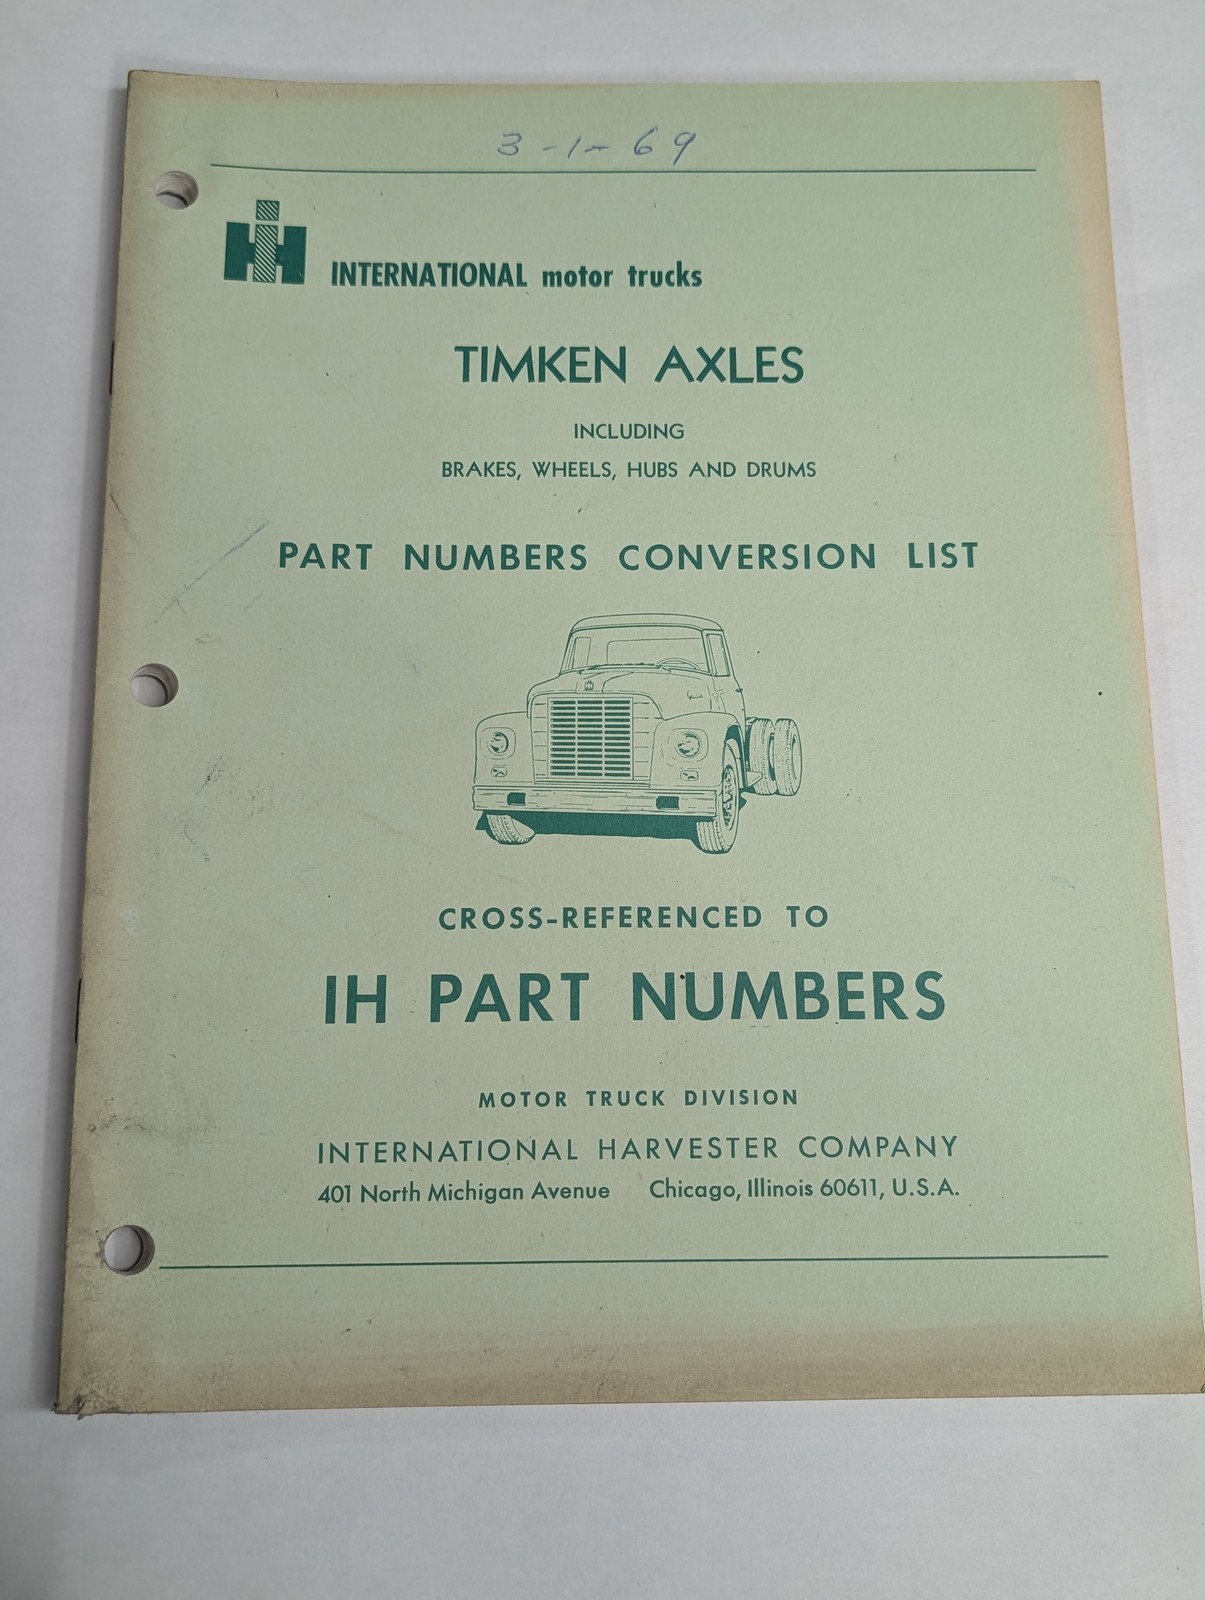 3-1-69
IH INTERNATIONAL motor trucks
TIMKEN AXLES
INCLUDING
BRAKES, WHEELS, HUBS AND DRUMS
PART NUMBERS CONVERSION LIST
CROSS-REFERENCED TO
IH PART NUMBERS
MOTOR TRUCK DIVISION
INTERNATIONAL HARVESTER COMPANY
401 North Michigan Avenue Chicago, Illinois 60611, U.S.A.